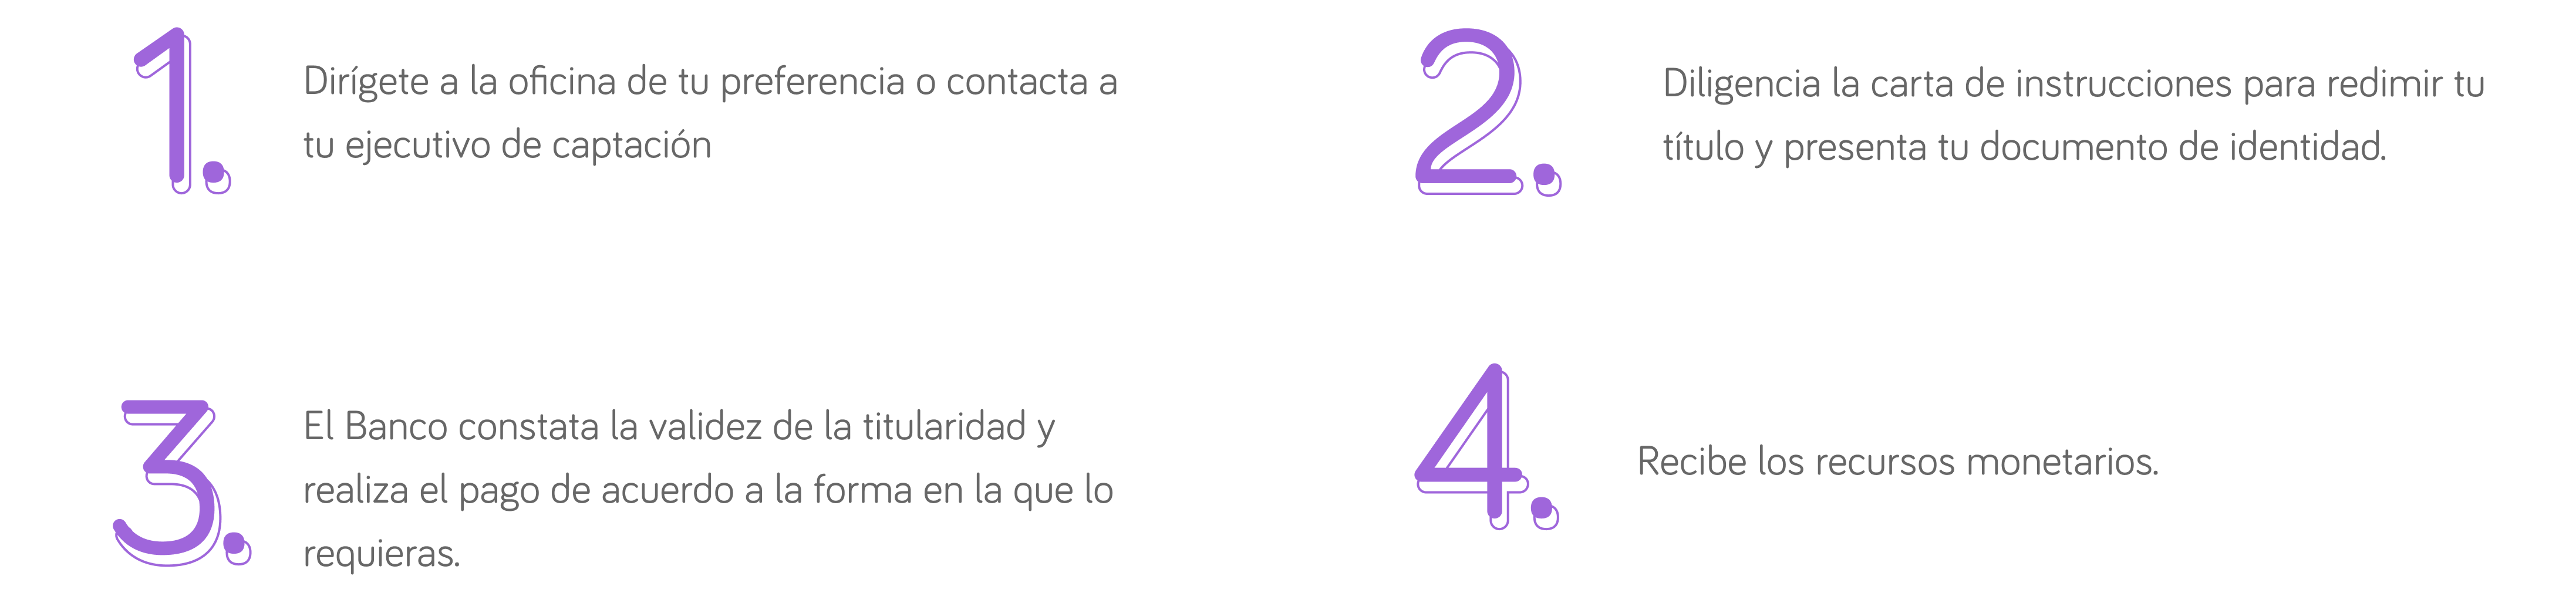 1.
Dirígete a la oficina de tu preferencia o contacta a
tu ejecutivo de captación
2.
Diligencia la carta de instrucciones para redimir tu
título y presenta tu documento de identidad.
3.
El Banco constata la validez de la titularidad y
realiza el pago de acuerdo a la forma en la que lo
requieras.
4.
Recibe los recursos monetarios.